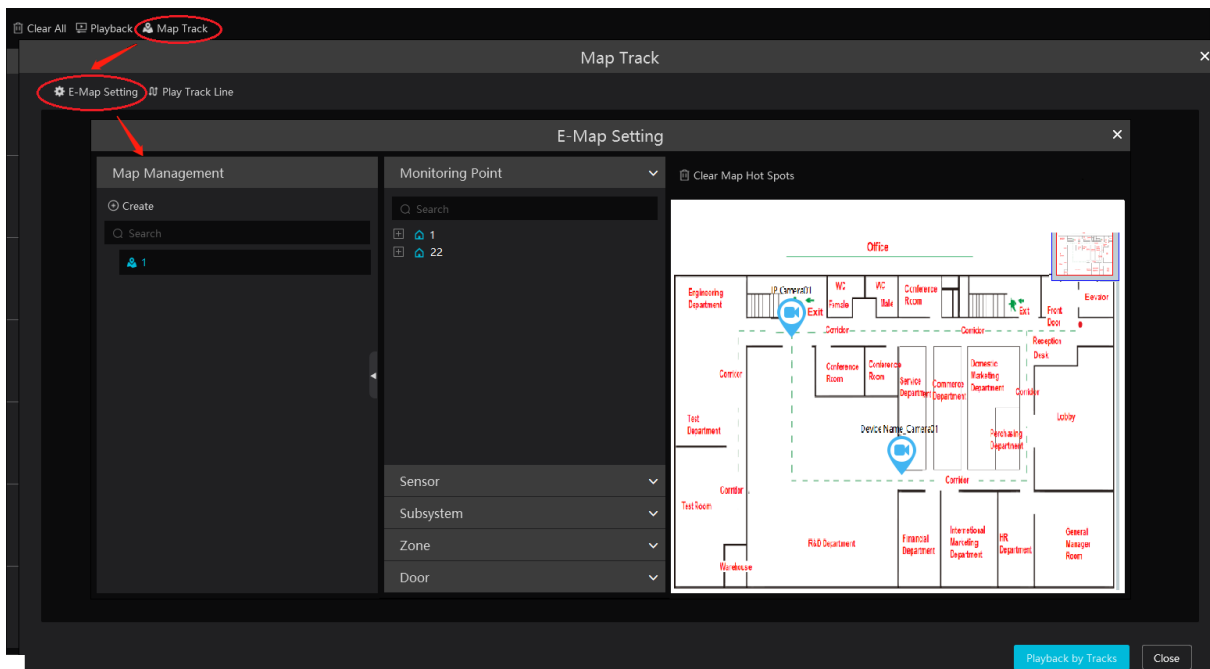 Clear All Playback Map Track
Map Track
E-Map Setting Play Track Line
E-Map Setting
Map Management
Create
Search
1
Monitoring Point
Search
1
22
Sensor
Subsystem
Zone
Door
Clear Map Hot Spots
Office
Engineering
Department
IP_Camera01
Exit
WC
Female
WC
Male
Conference
Room
Exit
Front
Door
Corridor
Corridor
Reception
Desk
Corridor
Conference
Room
Conference
Room
Service
Department
Commerce
Department
Domestic
Marketing
Department
Corridor
Lobby
Test
Department
Device Name_Camera01
Department
Corridor
Corridor
Test Room
R&D Department
Financial
Department
International
Marketing
Department
HR
Department
General
Manager
Room
Warehouse
Playback by Tracks Close